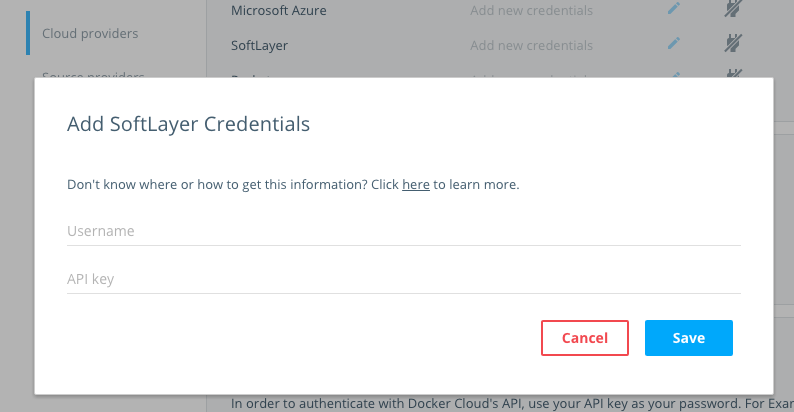 Microsoft Azure Add new credentials
Cloud providers
SoftLayer Add new credentials
Source providers
Add SoftLayer Credentials
Don't know where or how to get this information? Click here to learn more.
Username
API key
Cancel Save
In order to authenticate with Docker Cloud's API, use your API key as your password. For Exa